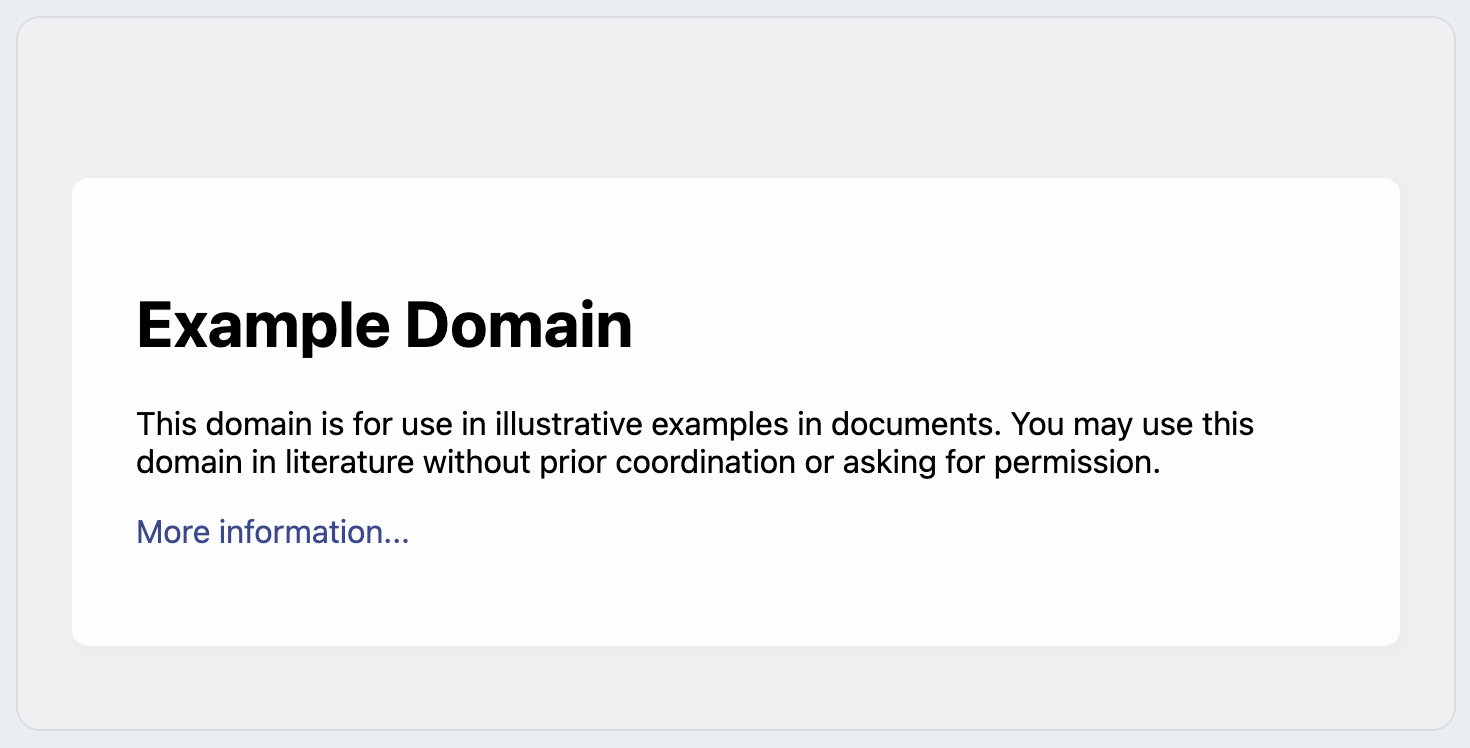 Example Domain
This domain is for use in illustrative examples in documents. You may use this
domain in literature without prior coordination or asking for permission.
More information...